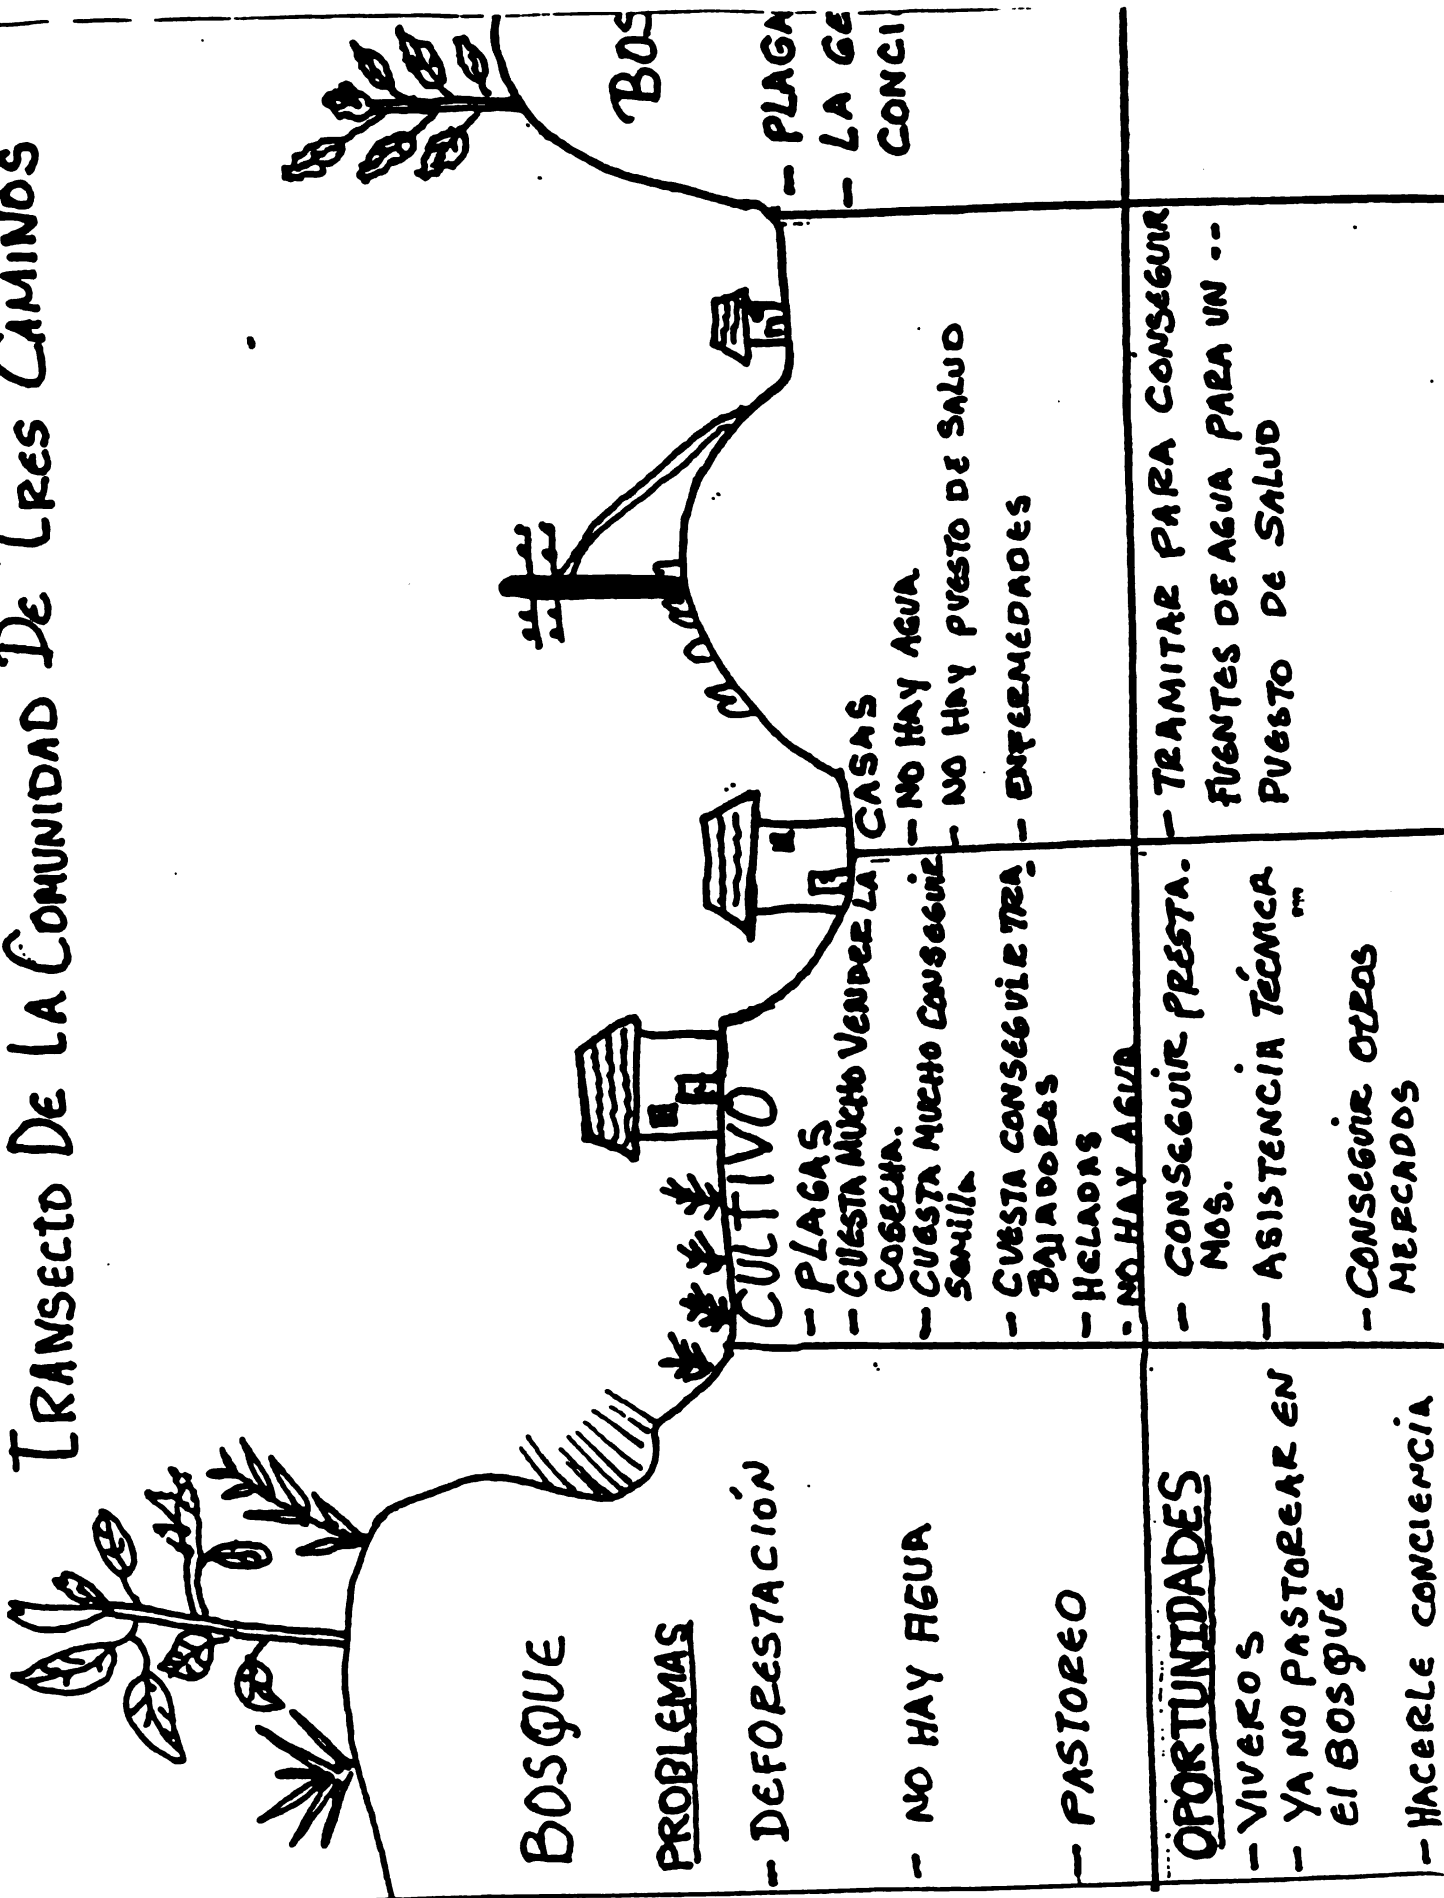 TRANSECTO DE LA COMUNIDAD DE TRES CAMINOS
BOSQUE
PROBLEMAS
- DEFORESTACIÓN
- NO HAY AGUA
- PASTOREO
OPORTUNIDADES
- VIVEROS
- YA NO PASTOREAR EN
El BOSQUE
- HACERLE CONCIENCIA
CULTIVO
- PLAGAS
- CUESTA MUCHO VENDER LA
COSECHA.
- CUESTA MUCHO CONSEGUIR
Semilla
- CUESTA CONSEGUIR TRA
BAJADORES
- HELADAS
- NO HAY AGUA
- CONSEGUIR PRESTA.
MOS.
- ASISTENCIA TÉCNICA
- CONSEGUIR OTROS
MERCADOS
CASAS
- NO HAY AGUA
- NO HAY PUESTO DE SALUD
- ENFERMEDADES
- TRAMITAR PARA CONSEGUIR
FUENTES DE AGUA PARA UN --
PUESTO DE SALUD
BOS
- PLAGA
- LA GE
CONCI